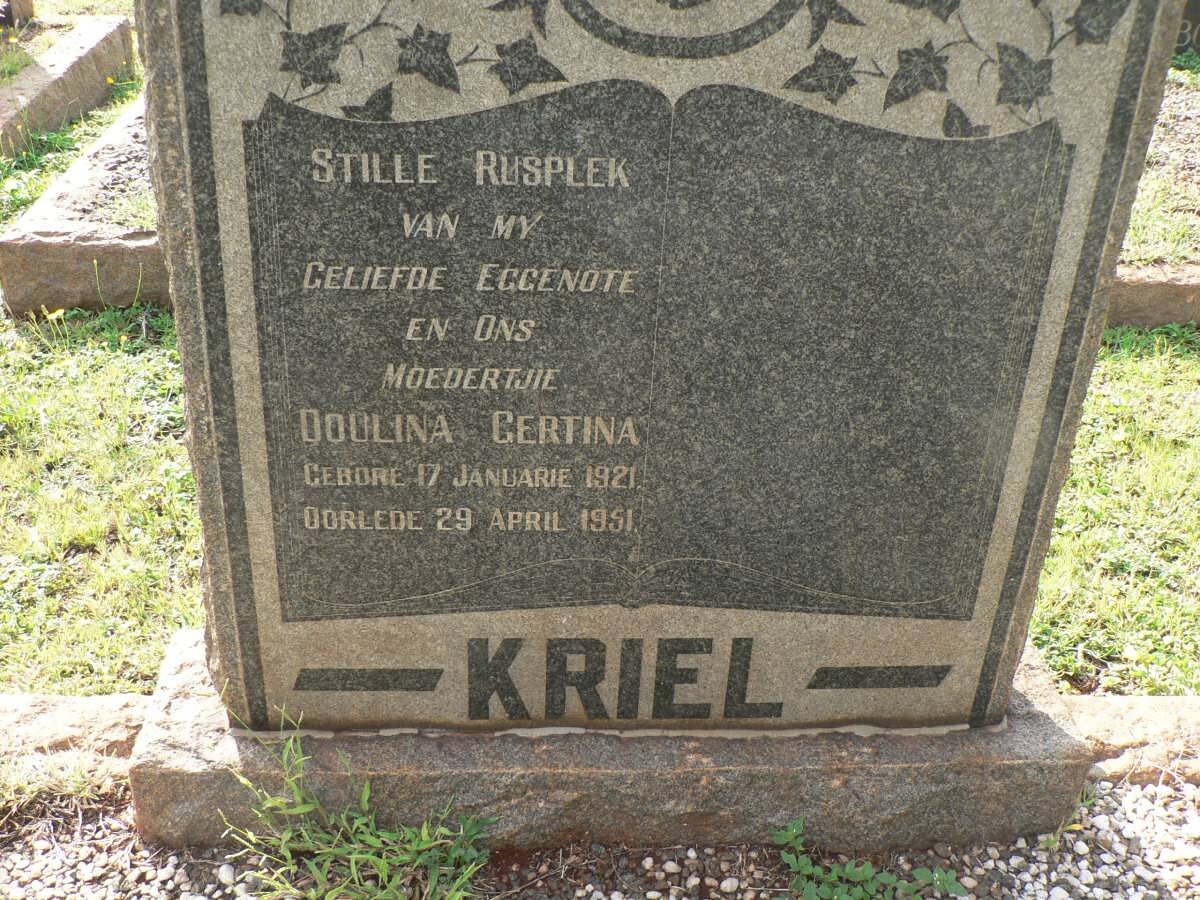 STILLE RUSPLEK
VAN MY
GELIEFDE EGGENOTE
EN ONS
MOEDERTJIE
DOULINA GERTINA
GEBORE 17 JANUARIE 1921.
OORLEDE 29 APRIL 1951.
KRIEL